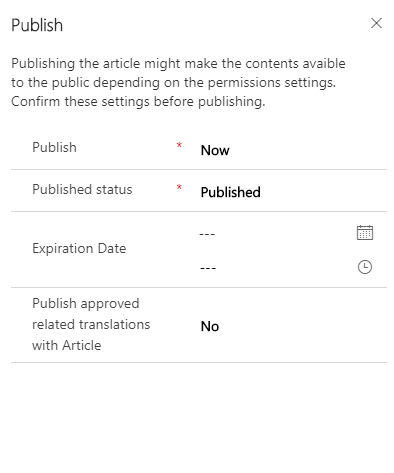 Publish
Publishing the article might make the contents avaible
to the public depending on the permissions settings.
Confirm these settings before publishing.
Publish * Now
Published status * Published
---
Expiration Date
---
Publish approved
related translations
with Article
No